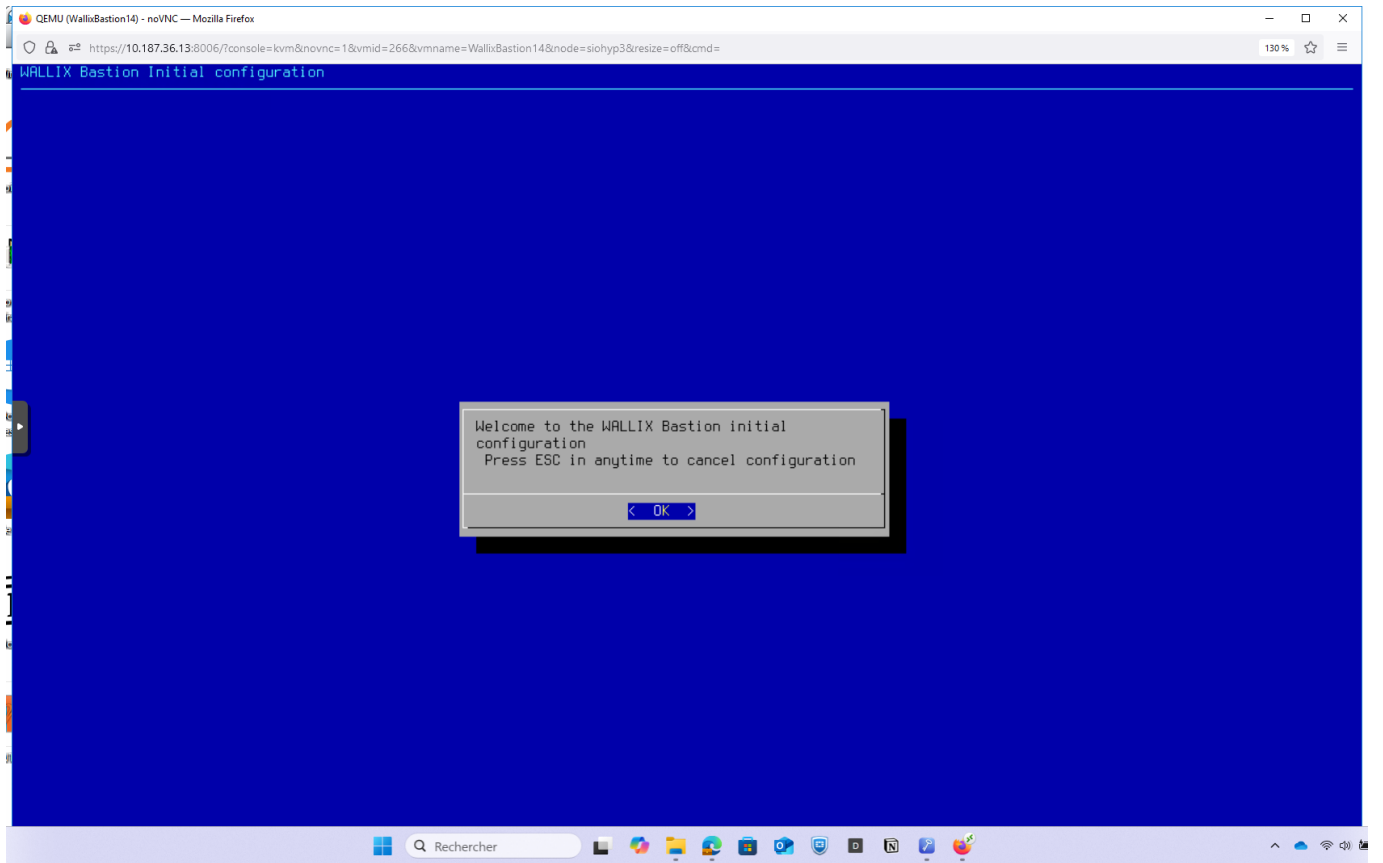 QEMU (WallixBastion14) - noVNC — Mozilla Firefox
https://10.187.36.13:8006/?console=kvm&novnc=1&vmid=266&vmname=WallixBastion14&node=siohyp3&resize=off&cmd=
130 %
WALLIX Bastion Initial configuration
Welcome to the WALLIX Bastion initial
configuration
Press ESC in anytime to cancel configuration
< OK >
Rechercher